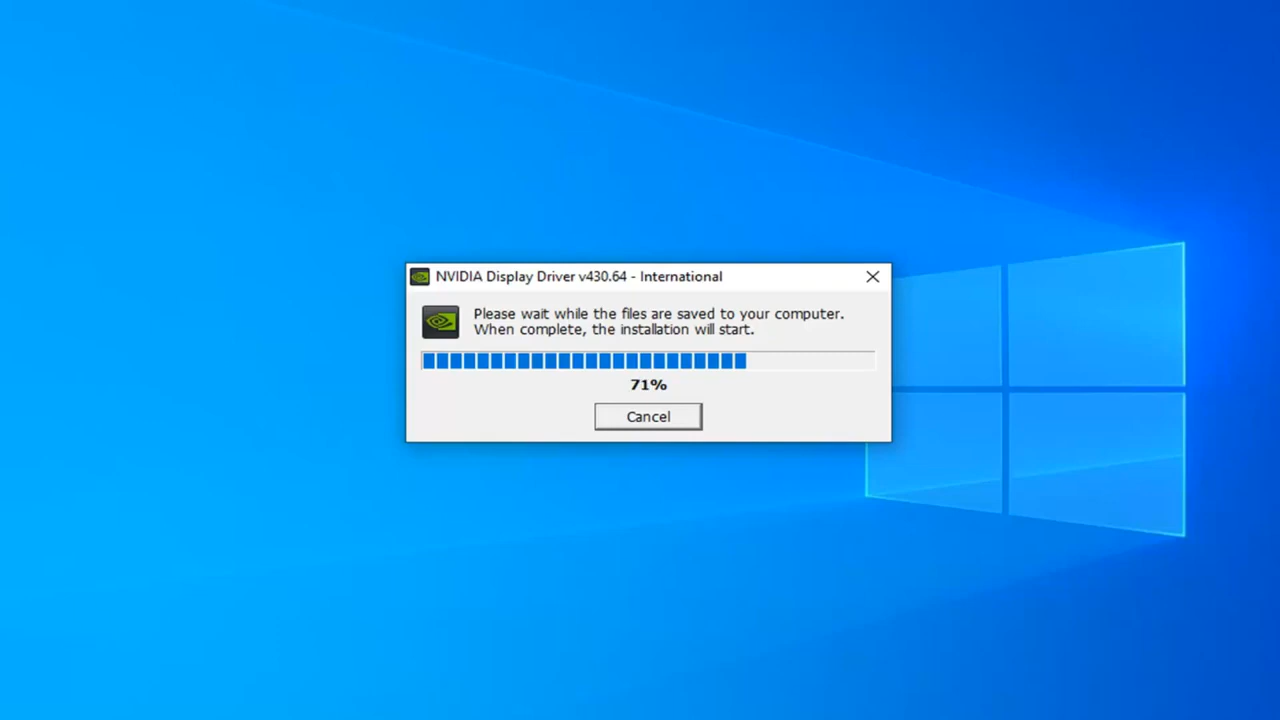 NVIDIA Display Driver v430.64 - International
Please wait while the files are saved to your computer.
When complete, the installation will start.
71%
Cancel